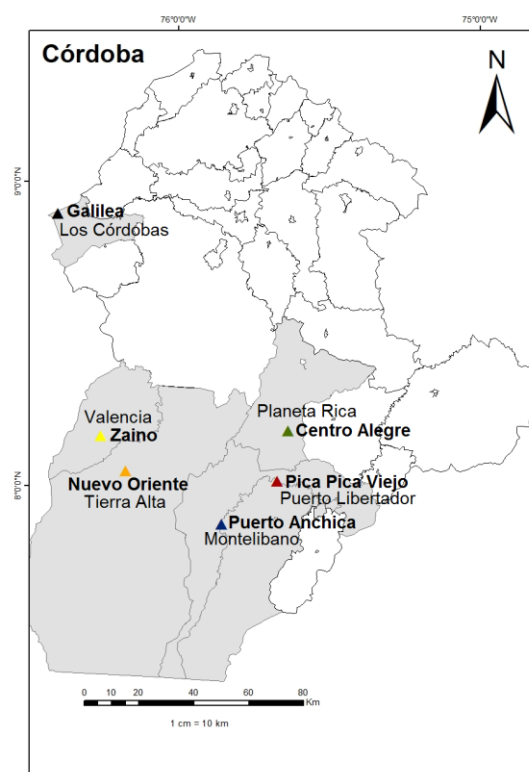 76°0'0"W
75°0'0"W
Córdoba
N
9°0'0"N
Galilea
Los Córdobas
Valencia
Zaino
Planeta Rica
Centro Alegre
Nuevo Oriente
Tierra Alta
8°0'0"N
Pica Pica Viejo
Puerto Libertador
Puerto Anchica
Montelibano
0 5 10 20 40 60 80
Km
1 cm = 10 km